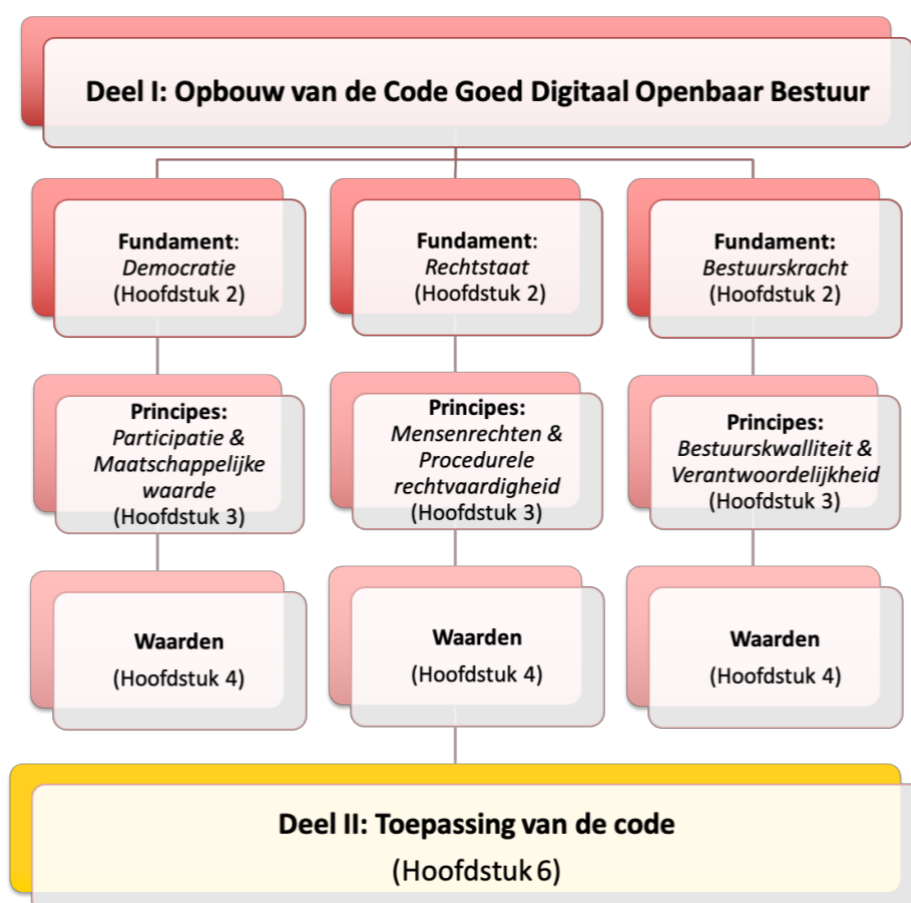 Deel I: Opbouw van de Code Goed Digitaal Openbaar Bestuur
Fundament:
Democratie
(Hoofdstuk 2)
Fundament:
Rechtstaat
(Hoofdstuk 2)
Fundament:
Bestuurskracht
(Hoofdstuk 2)
Principes:
Participatie &
Maatschappelijke
waarde
(Hoofdstuk 3)
Principes:
Mensenrechten &
Procedurele
rechtvaardigheid
(Hoofdstuk 3)
Principes:
Bestuurskwalliteit &
Verantwoordelijkheid
(Hoofdstuk 3)
Waarden
(Hoofdstuk 4)
Waarden
(Hoofdstuk 4)
Waarden
(Hoofdstuk 4)
Deel II: Toepassing van de code
(Hoofdstuk 6)